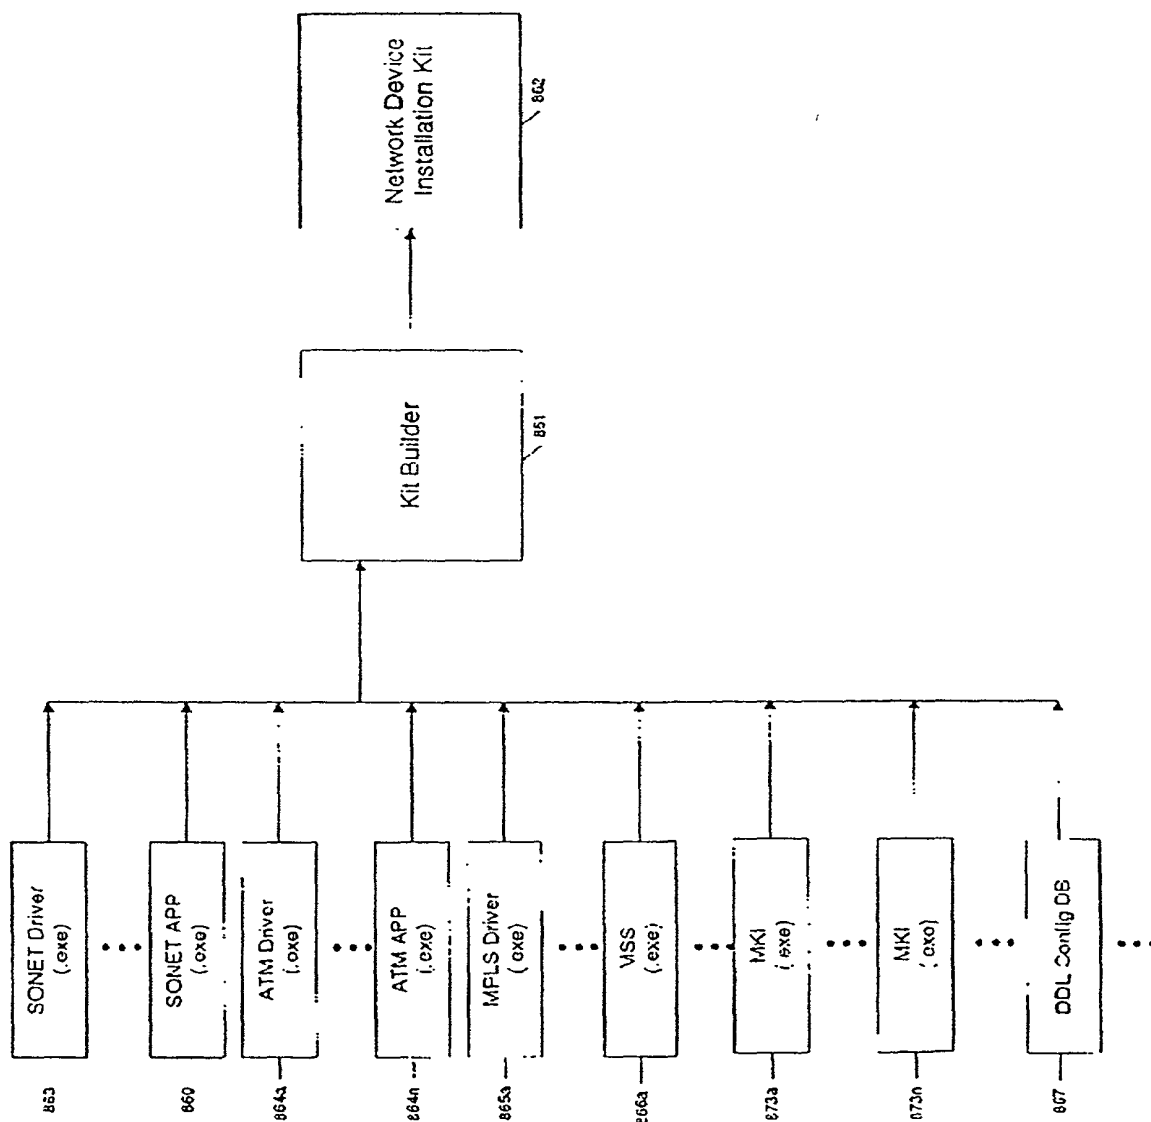 Network Device
Installation Kit
862
Kit Builder
861
SONET Driver
(.exe)
863
SONET APP
(.exe)
860
ATM Driver
(.exe)
864a
ATM APP
(.exe)
864n
MPLS Driver
(.exe)
865a
VSS
(.exe)
866a
MKI
(.exe)
873a
MKI
(.exe)
873n
DDL Config DB
867